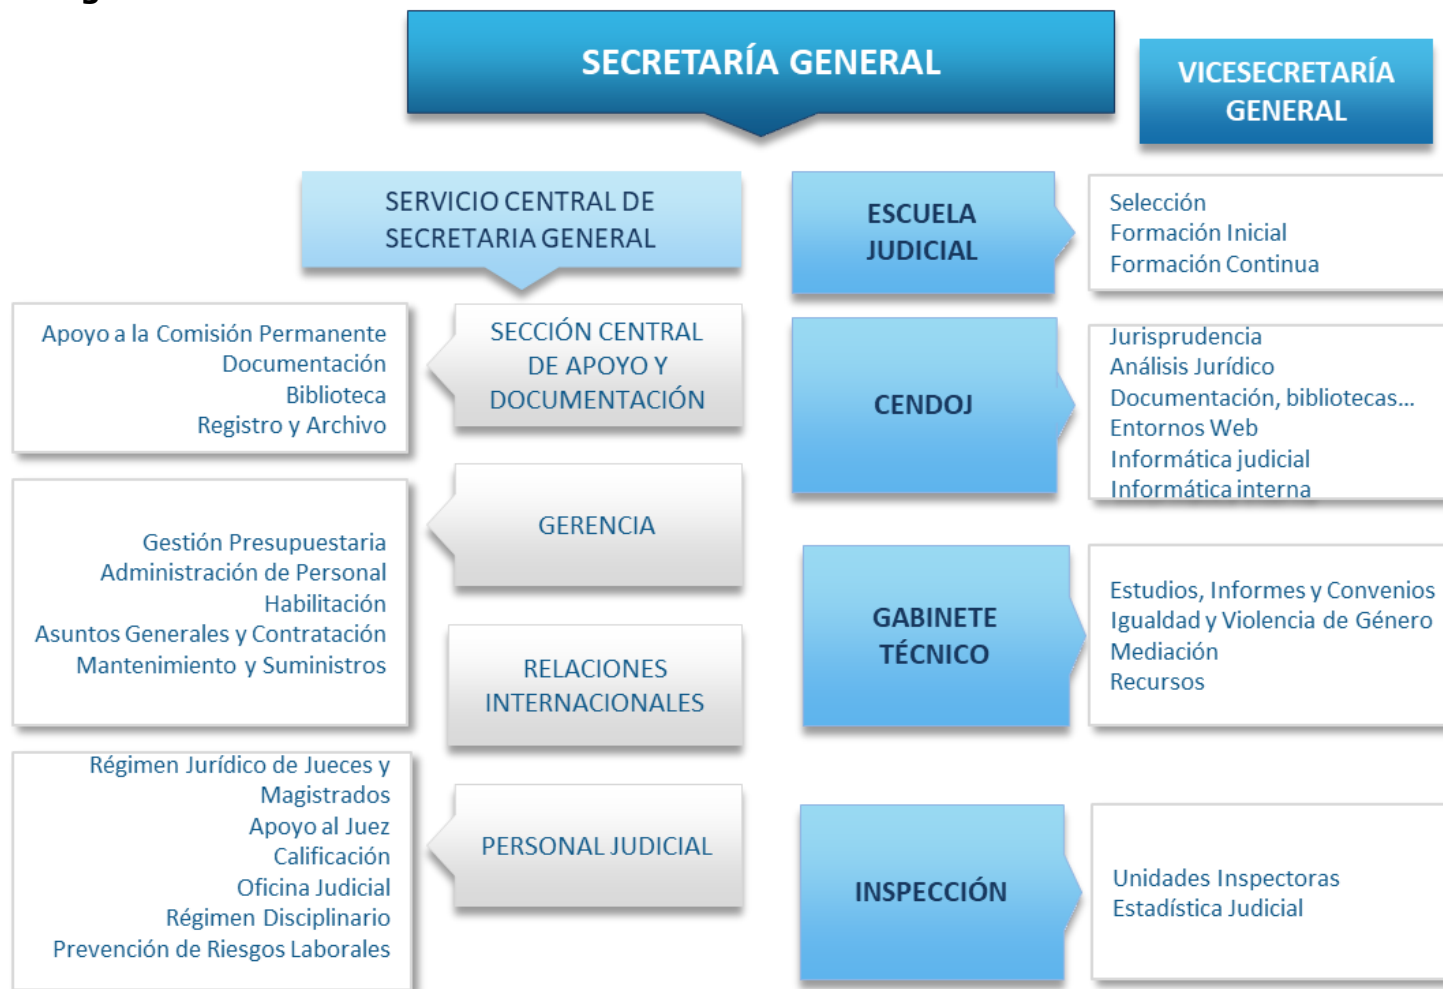 SECRETARÍA GENERAL
VICESECRETARÍA
GENERAL
SERVICIO CENTRAL DE
SECRETARIA GENERAL
SECCIÓN CENTRAL
DE APOYO Y
DOCUMENTACIÓN
Apoyo a la Comisión Permanente
Documentación
Biblioteca
Registro y Archivo
GERENCIA
Gestión Presupuestaria
Administración de Personal
Habilitación
Asuntos Generales y Contratación
Mantenimiento y Suministros
RELACIONES
INTERNACIONALES
PERSONAL JUDICIAL
Régimen Jurídico de Jueces y
Magistrados
Apoyo al Juez
Calificación
Oficina Judicial
Régimen Disciplinario
Prevención de Riesgos Laborales
ESCUELA
JUDICIAL
Selección
Formación Inicial
Formación Continua
CENDOJ
Jurisprudencia
Análisis Jurídico
Documentación, bibliotecas...
Entornos Web
Informática judicial
Informática interna
GABINETE
TÉCNICO
Estudios, Informes y Convenios
Igualdad y Violencia de Género
Mediación
Recursos
INSPECCIÓN
Unidades Inspectoras
Estadística Judicial